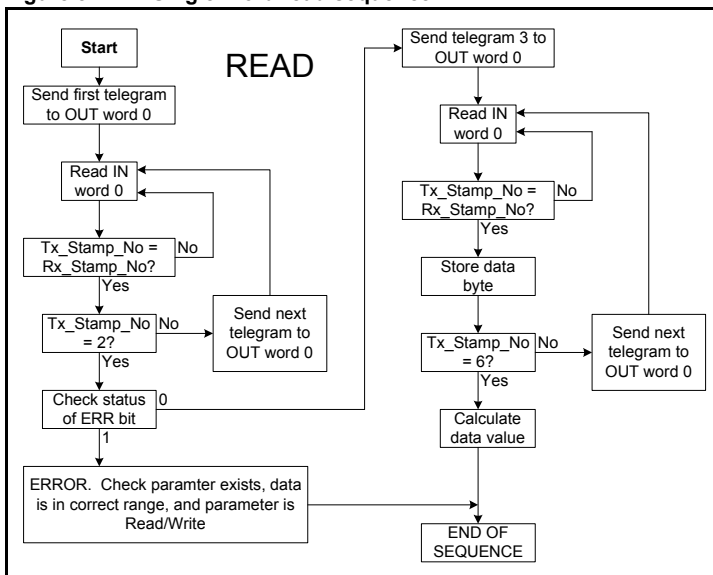 Start
READ
Send first telegram
to OUT word 0
Read IN
word 0
Tx_Stamp_No =
Rx_Stamp_No?
No
Yes
Tx_Stamp_No
= 2?
No
Yes
Send next
telegram to
OUT word 0
Check status
of ERR bit
0
1
ERROR. Check paramter exists, data
is in correct range, and parameter is
Read/Write
Send telegram 3 to
OUT word 0
Read IN
word 0
Tx_Stamp_No =
Rx_Stamp_No?
No
Yes
Store data
byte
Tx_Stamp_No
= 6?
No
Yes
Send next
telegram to
OUT word 0
Calculate
data value
END OF
SEQUENCE